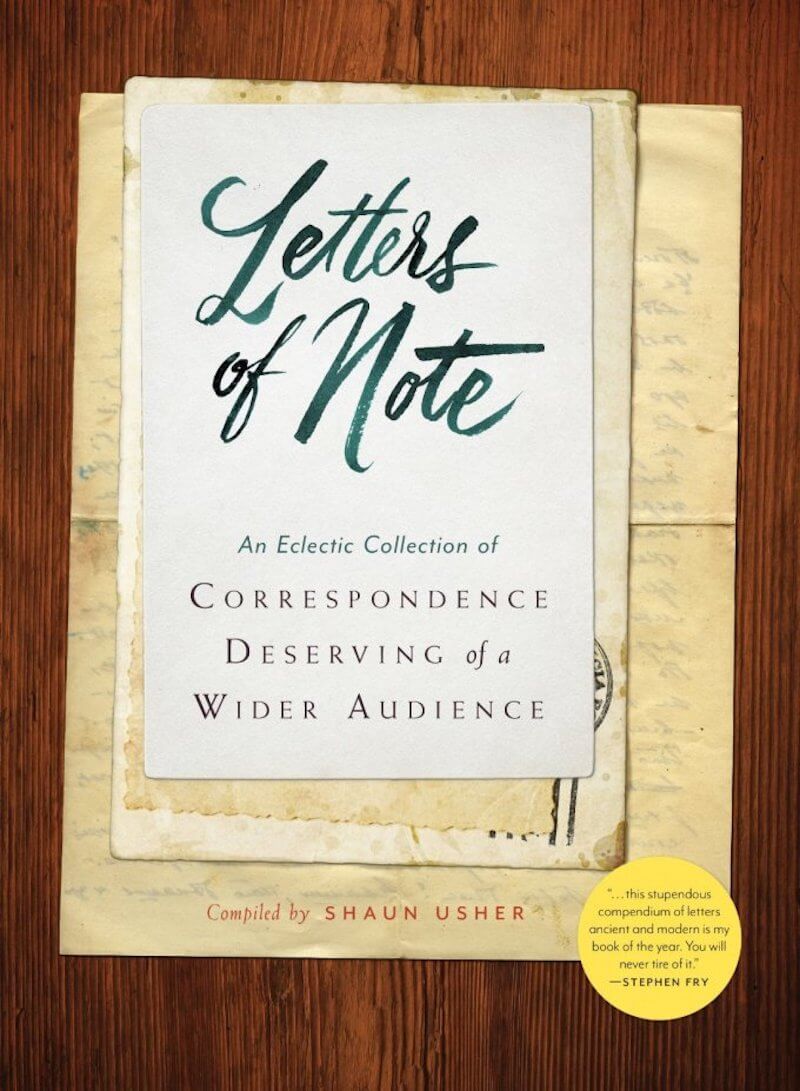 Letters
of Note
An Eclectic Collection of
CORRESPONDENCE
DESERVING of a
WIDER AUDIENCE
Compiled by SHAUN USHER
“...this stupendous
compendium of letters
ancient and modern is my
book of the year. You will
never tire of it.”
—STEPHEN FRY